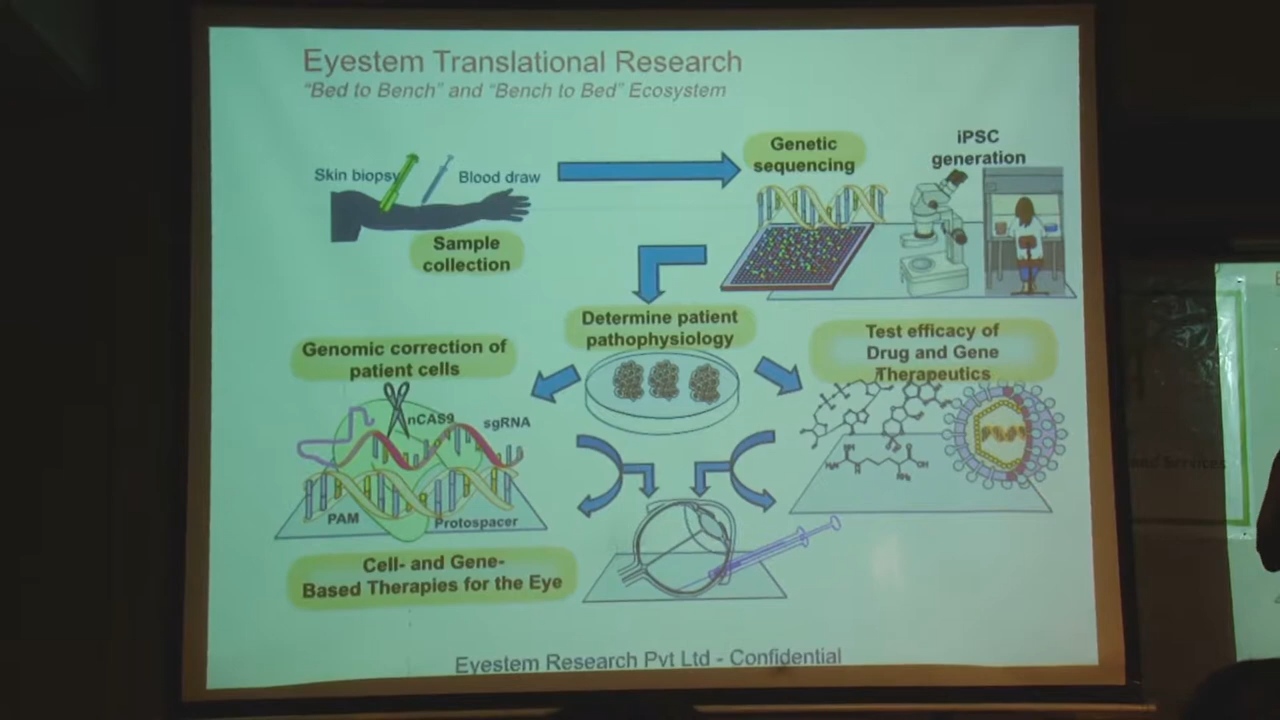 Eyestem Translational Research
"Bed to Bench" and "Bench to Bed" Ecosystem
Skin biopsy
Blood draw
Sample
collection
Genetic
sequencing
iPSC
generation
Determine patient
pathophysiology
Genomic correction of
patient cells
nCAS9
sgRNA
PAM
Protospacer
Test efficacy of
Drug and Gene
Therapeutics
Cell- and Gene-
Based Therapies for the Eye
Eyestem Research Pvt Ltd - Confidential
and Services